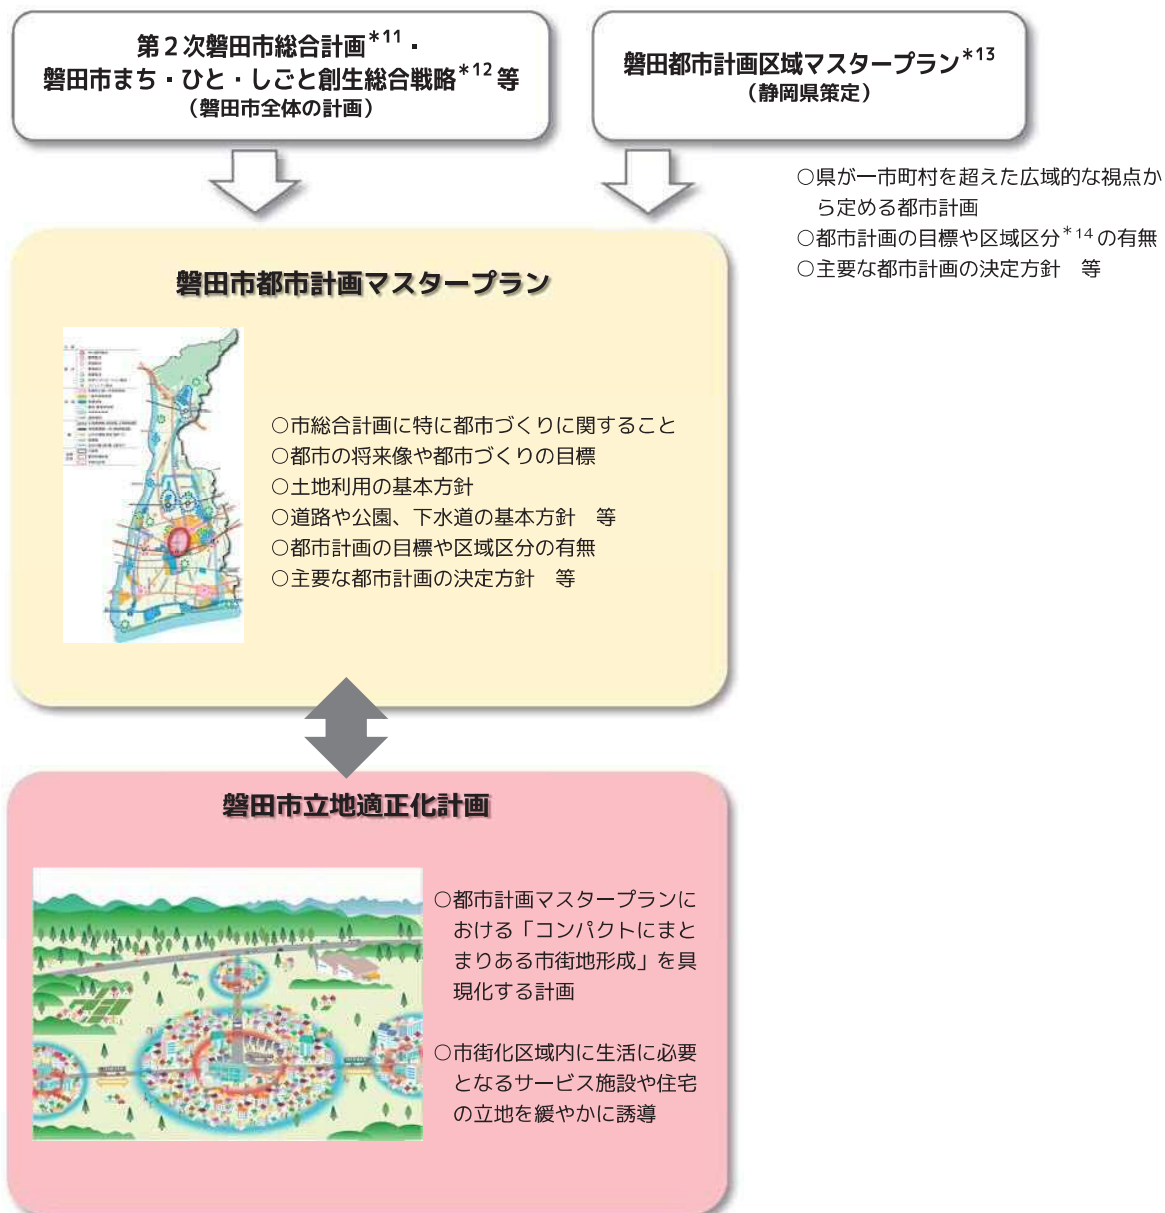 第2次磐田市総合計画*11・
磐田市まち・ひと・しごと創生総合戦略*12等
（磐田市全体の計画）
磐田都市計画区域マスタープラン*13
（静岡県策定）
○県が一市町村を超えた広域的な視点か
ら定める都市計画
○都市計画の目標や区域区分*14の有無
○主要な都市計画の決定方針　等
磐田市都市計画マスタープラン
○市総合計画に特に都市づくりに関すること
○都市の将来像や都市づくりの目標
○土地利用の基本方針
○道路や公園、下水道の基本方針　等
○都市計画の目標や区域区分の有無
○主要な都市計画の決定方針　等
磐田市立地適正化計画
○都市計画マスタープランに
おける「コンパクトにまと
まりある市街地形成」を具
現化する計画
○市街化区域内に生活に必要
となるサービス施設や住宅
の立地を緩やかに誘導